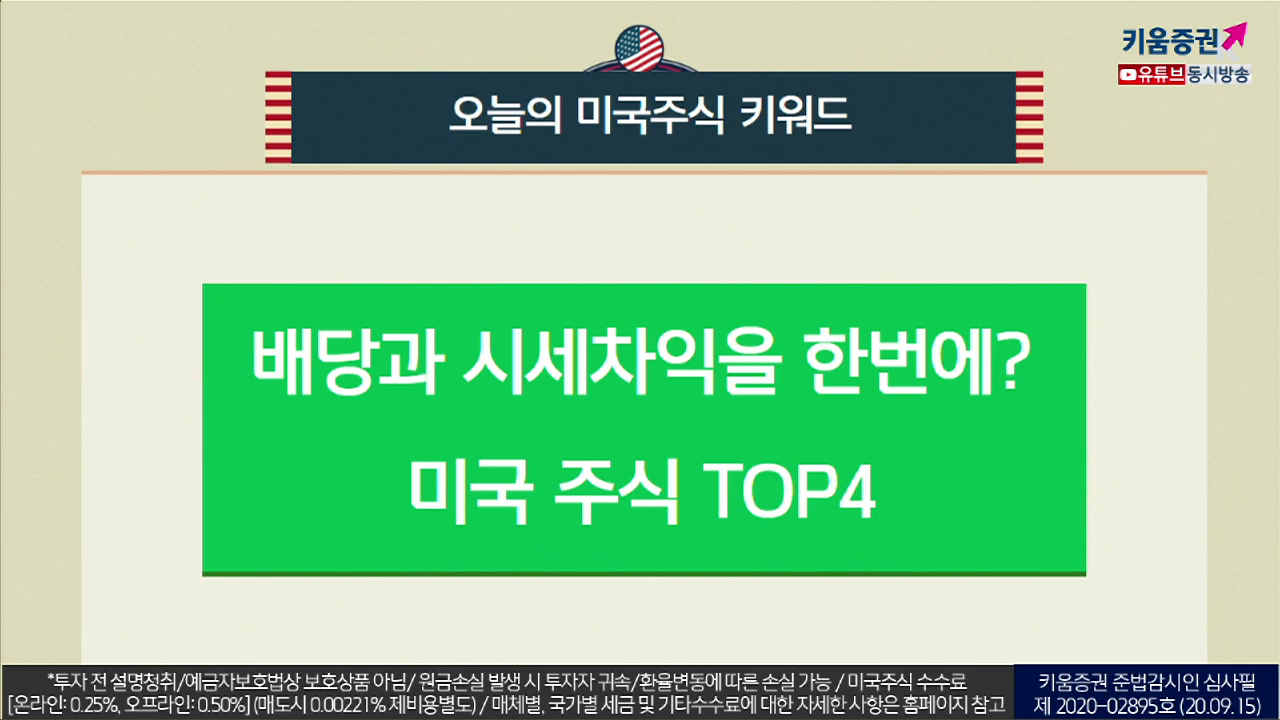 키움증권
유튜브동시방송
오늘의 미국주식 키워드
배당과 시세차익을 한번에?
미국 주식 TOP4
*투자 전 설명청취/예금자보호법상 보호상품 아님/ 원금손실 발생 시 투자자 귀속/환율변동에 따른 손실 가능 / 미국주식 수수료
[온라인: 0.25%, 오프라인: 0.50%] (매도시 0.00221% 제비용별도) / 매체별, 국가별 세금 및 기타수수료에 대한 자세한 사항은 홈페이지 참고
키움증권 준법감시인 심사필
제 2020-02895호 (20.09.15)